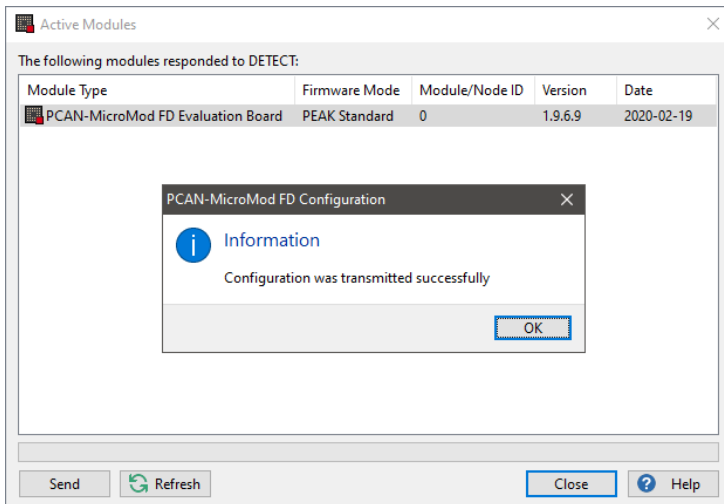 Active Modules
The following modules responded to DETECT:
Module Type Firmware Mode Module/Node ID Version Date
PCAN-MicroMod FD Evaluation Board PEAK Standard 0 1.9.6.9 2020-02-19
PCAN-MicroMod FD Configuration
Information
Configuration was transmitted successfully
OK
Send Refresh Close Help